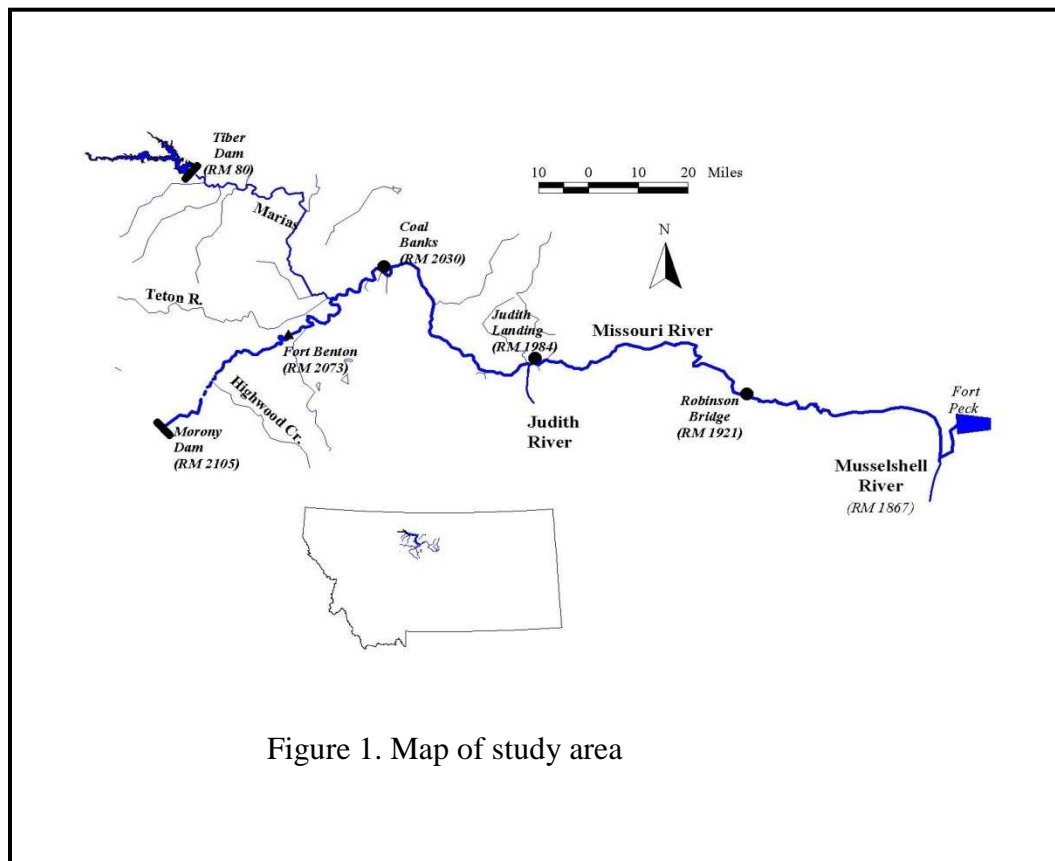 Tiber
Dam
(RM 80)
10 0 10 20 Miles
Marias
Coal
Banks
(RM 2030)
N
Teton R.
Judith
Landing
(RM 1984)
Missouri River
Fort Benton
(RM 2073)
Highwood Cr.
Fort
Peck
Robinson
Bridge
(RM 1921)
Judith
River
Morony
Dam
(RM 2105)
Musselshell
River
(RM 1867)
Figure 1. Map of study area